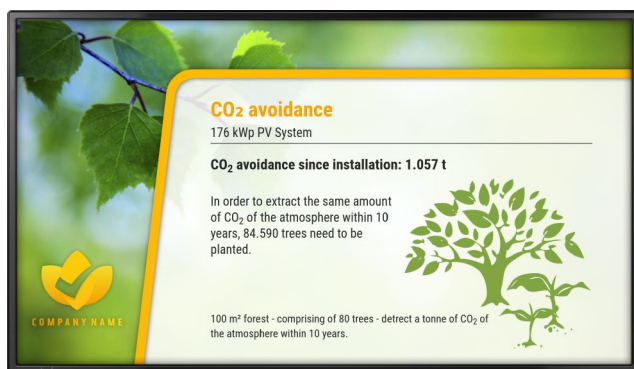 CO₂ avoidance
176 kWp PV System
CO₂ avoidance since installation: 1.057 t
In order to extract the same amount
of CO₂ of the atmosphere within 10
years, 84.590 trees need to be
planted.
COMPANY NAME
100 m² forest - comprising of 80 trees - detrect a tonne of CO₂ of
the atmosphere within 10 years.